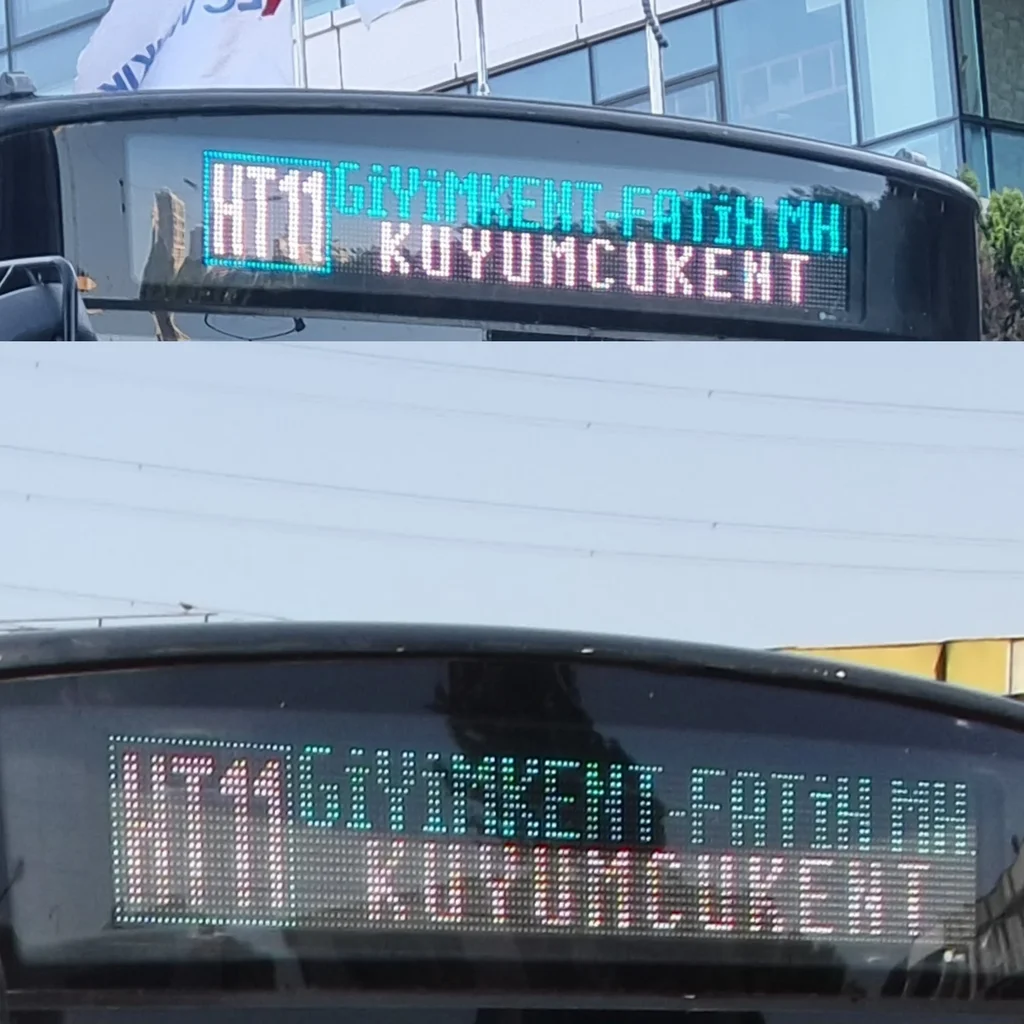 HT11
GİYİMKENT-FATİH MH.
KUYUMCUKENT
HT11
GİYİMKENT-FATİH MH
KUYUMCUKENT